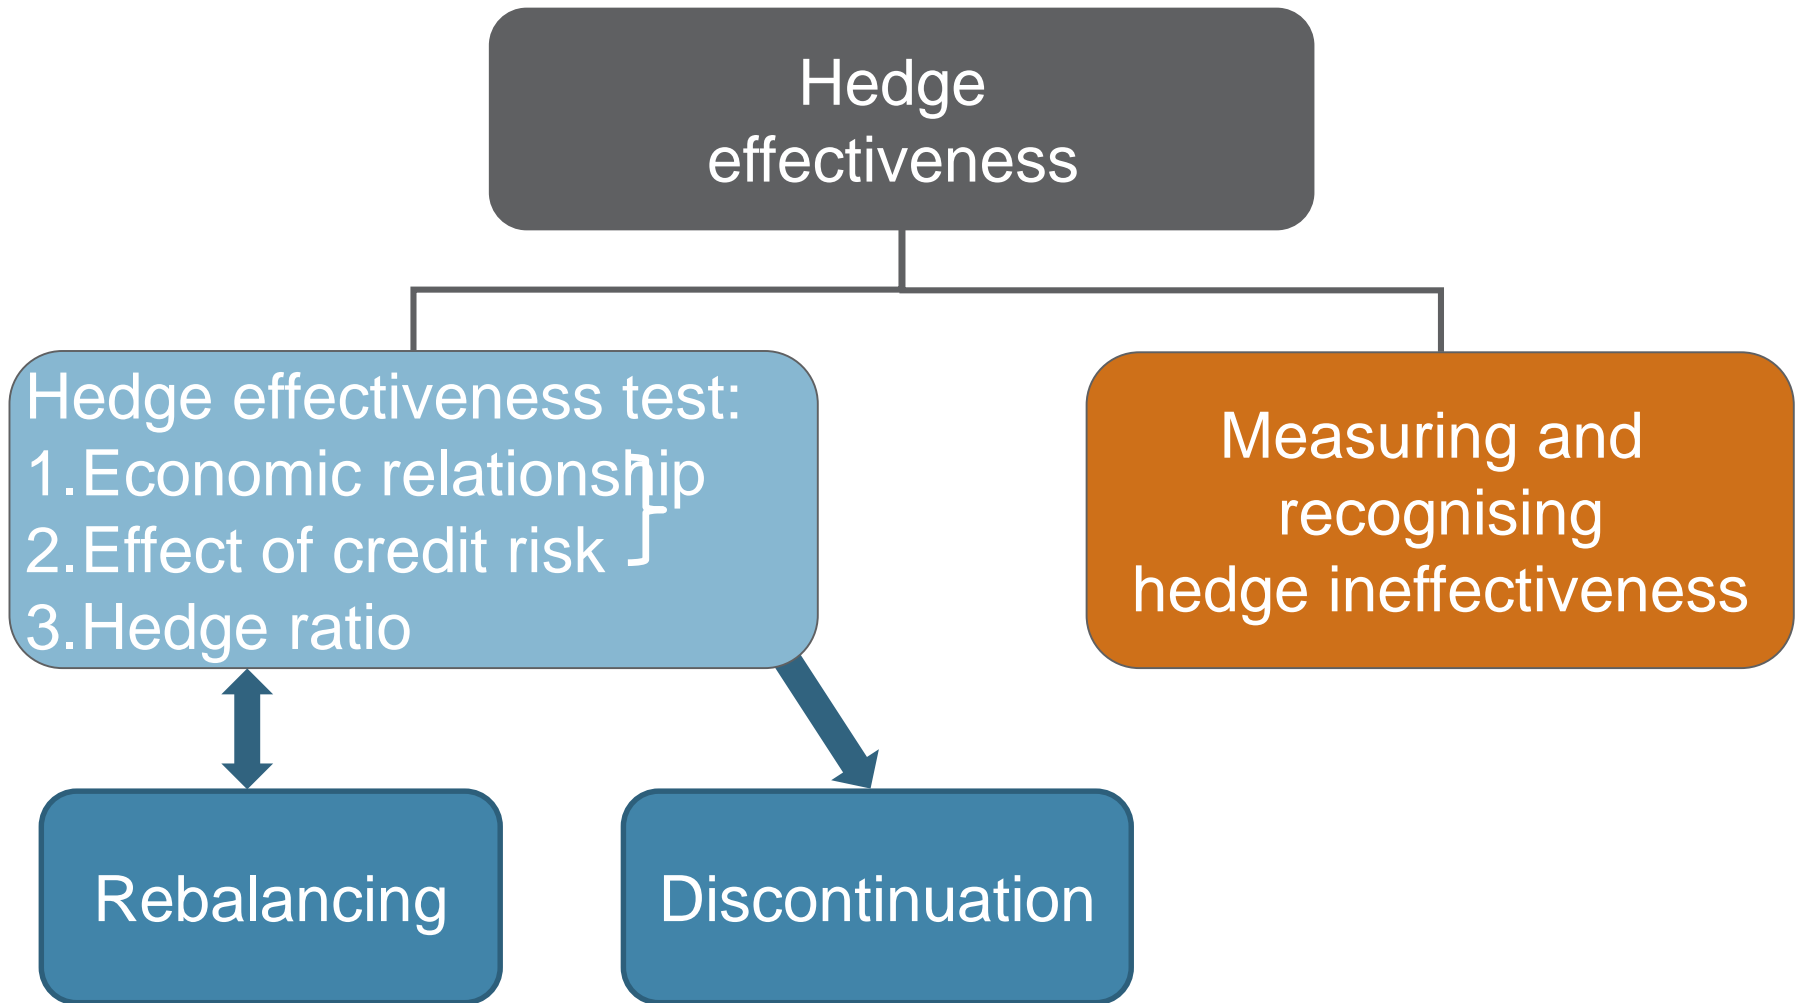 Hedge
effectiveness
Hedge effectiveness test:
1.Economic relationship
2.Effect of credit risk
3.Hedge ratio
Measuring and
recognising
hedge ineffectiveness
Rebalancing
Discontinuation